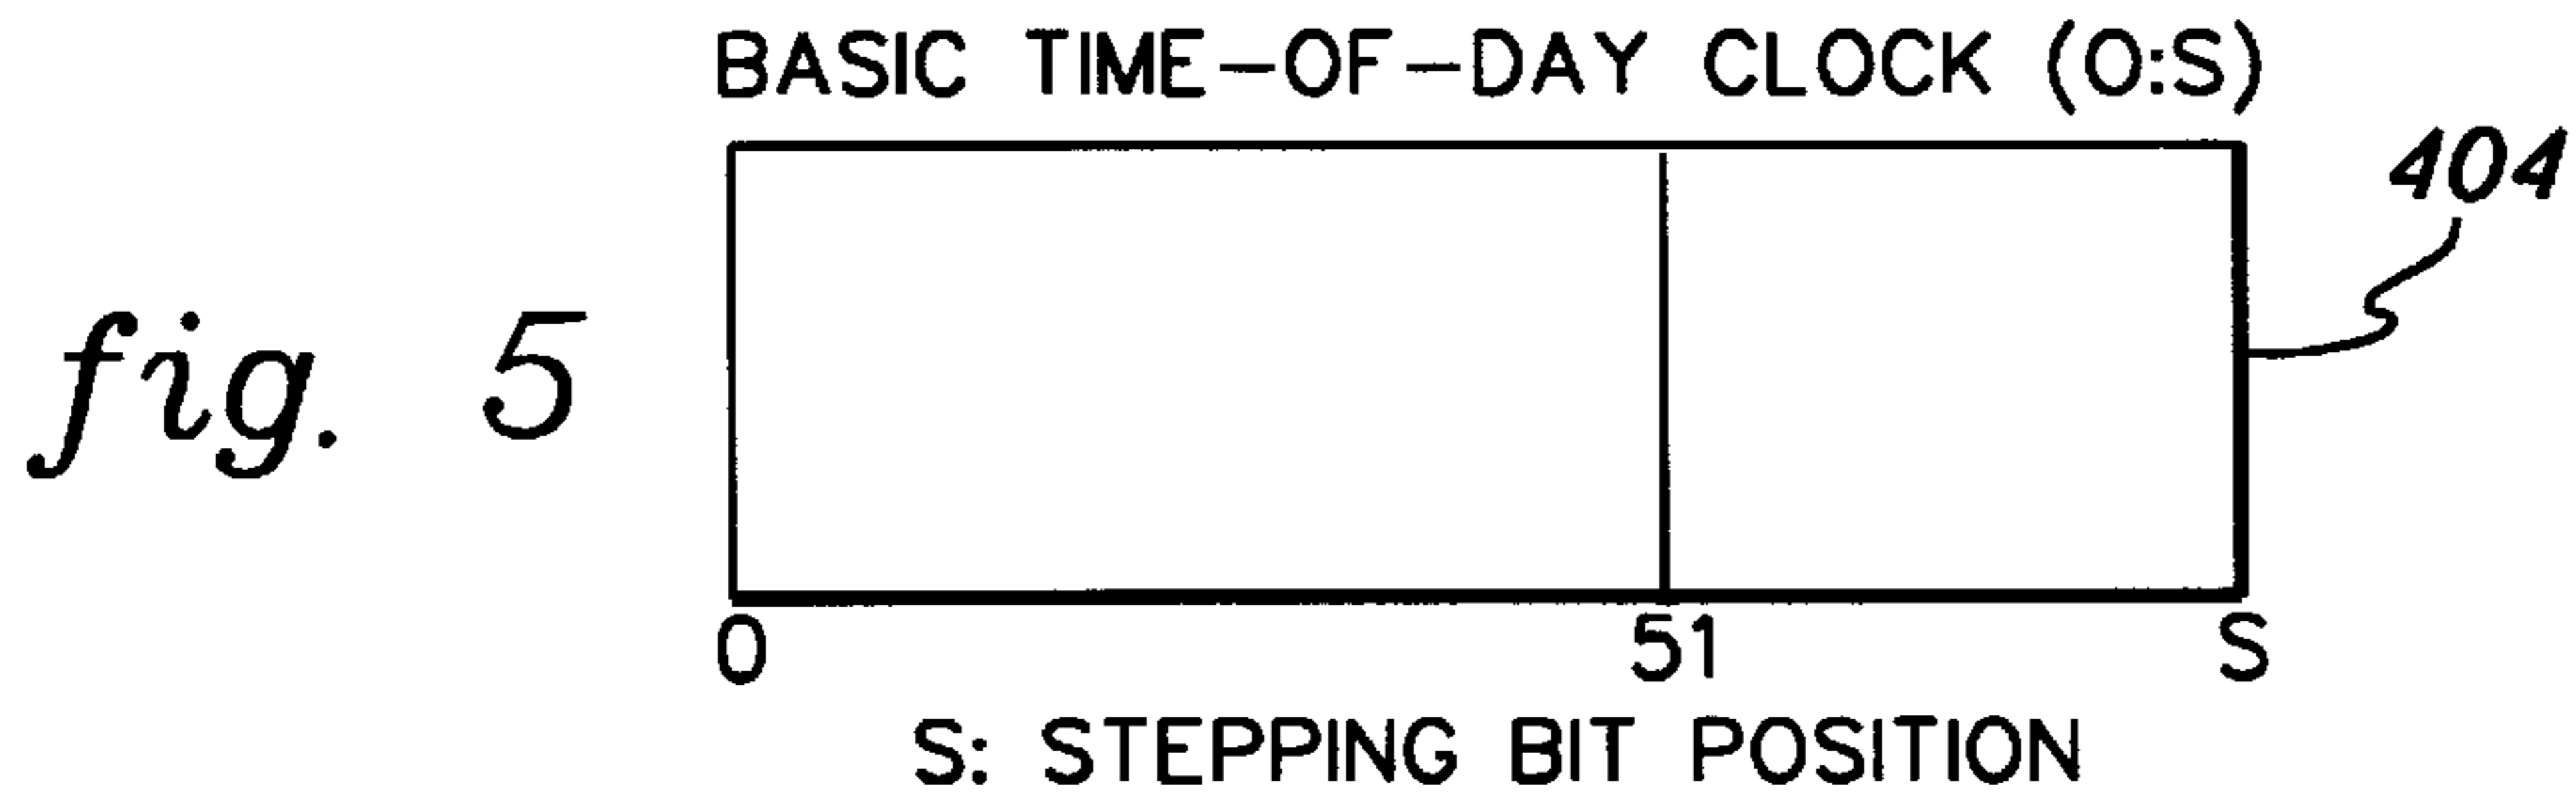 BASIC TIME-OF-DAY CLOCK (0:S)
404
fig. 5
0 51 S
S: STEPPING BIT POSITION